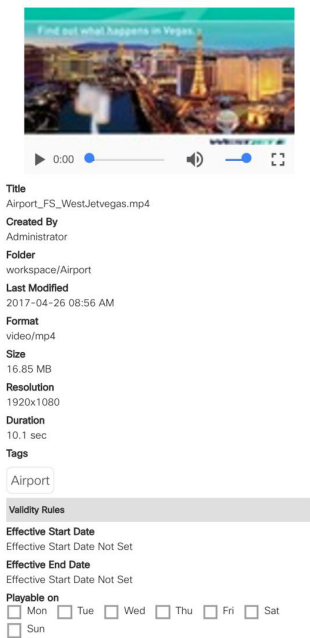 Find out what happens in Vegas.
0:00
Title
Airport_FS_WestJetvegas.mp4
Created By
Administrator
Folder
workspace/Airport
Last Modified
2017-04-26 08:56 AM
Format
video/mp4
Size
16.85 MB
Resolution
1920x1080
Duration
10.1 sec
Tags
Airport
Validity Rules
Effective Start Date
Effective Start Date Not Set
Effective End Date
Effective Start Date Not Set
Playable on
Mon Tue Wed Thu Fri Sat
Sun